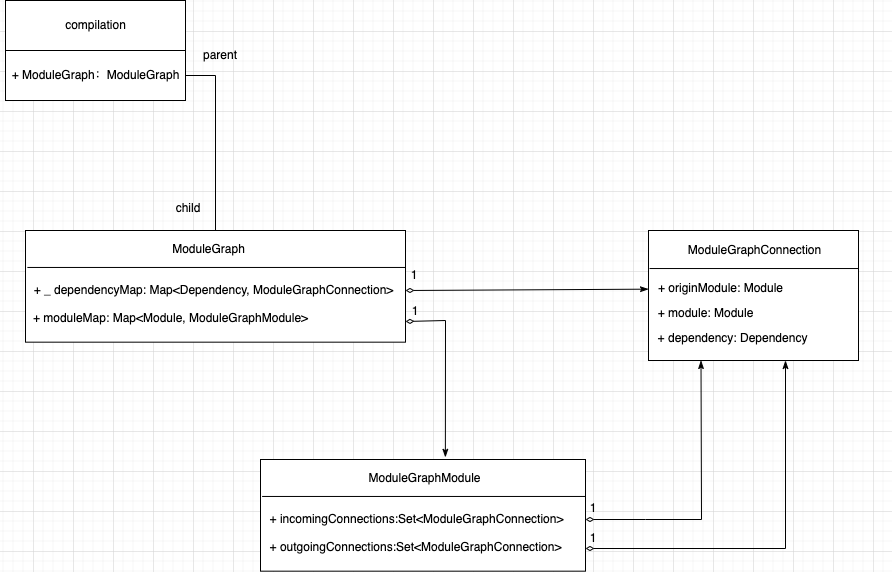 compilation
+ ModuleGraph： ModuleGraph
parent
child
ModuleGraph
+ _ dependencyMap: Map<Dependency, ModuleGraphConnection>
+ moduleMap: Map<Module, ModuleGraphModule>
1
1
ModuleGraphConnection
+ originModule: Module
+ module: Module
+ dependency: Dependency
ModuleGraphModule
+ incomingConnections:Set<ModuleGraphConnection>
+ outgoingConnections:Set<ModuleGraphConnection>
1
1